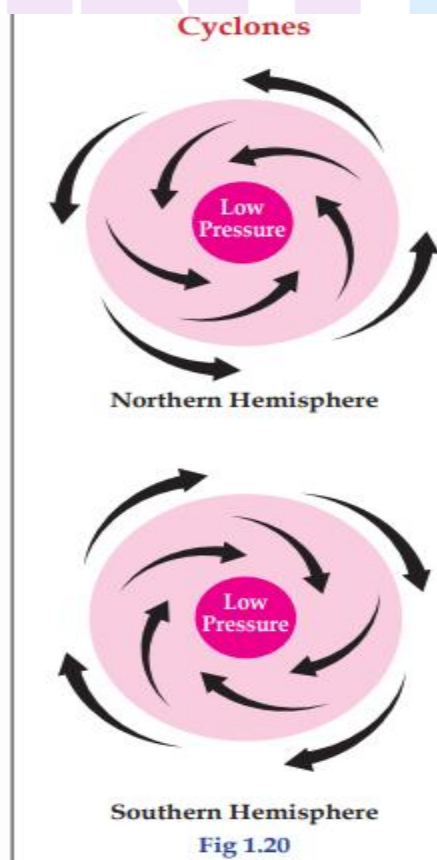 Cyclones
Low
Pressure
Northern Hemisphere
Low
Pressure
Southern Hemisphere
Fig 1.20